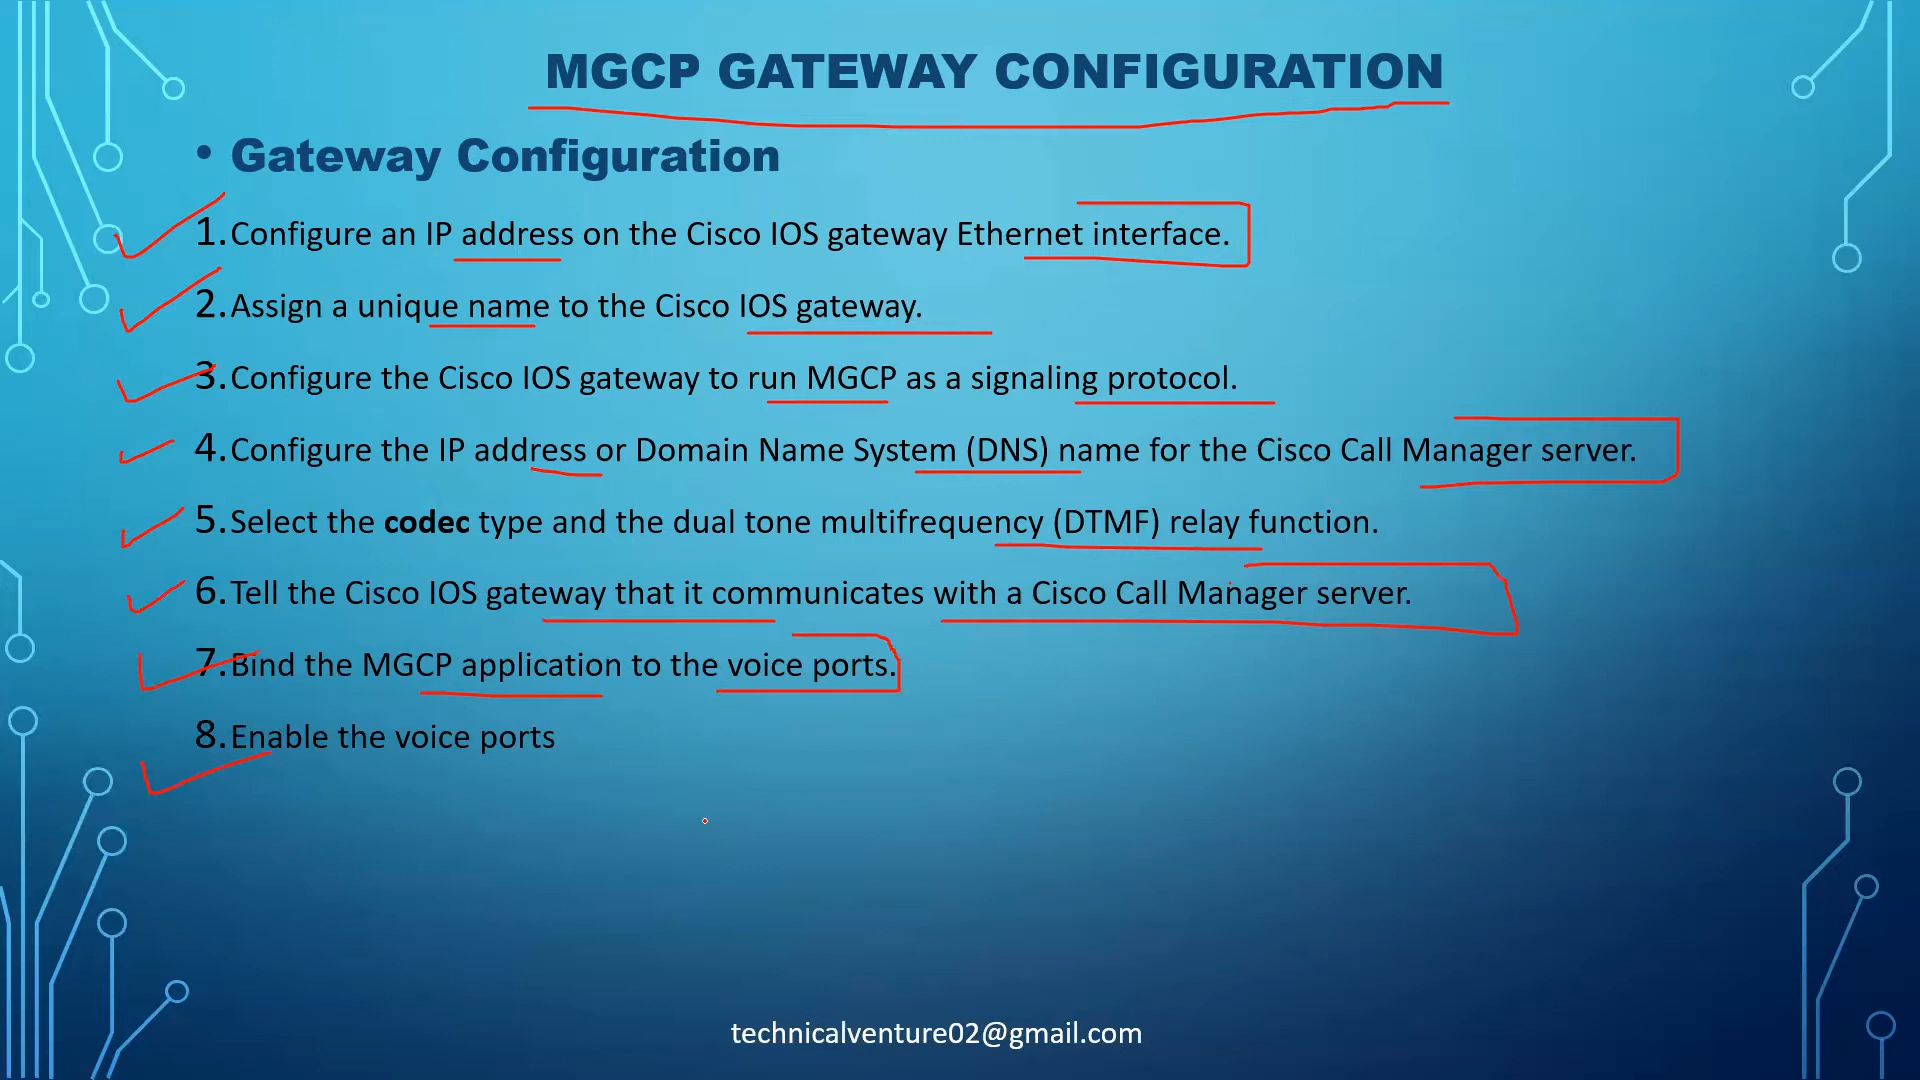 MGCP GATEWAY CONFIGURATION
• Gateway Configuration
1. Configure an IP address on the Cisco IOS gateway Ethernet interface.
2. Assign a unique name to the Cisco IOS gateway.
3. Configure the Cisco IOS gateway to run MGCP as a signaling protocol.
4. Configure the IP address or Domain Name System (DNS) name for the Cisco Call Manager server.
5. Select the codec type and the dual tone multifrequency (DTMF) relay function.
6. Tell the Cisco IOS gateway that it communicates with a Cisco Call Manager server.
7. Bind the MGCP application to the voice ports.
8. Enable the voice ports
technicalventure02@gmail.com